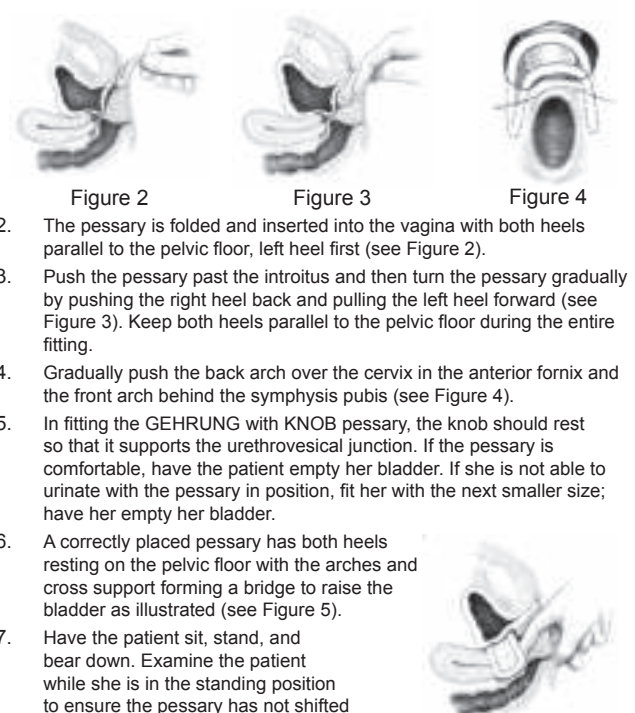 Figure 2
Figure 3
Figure 4
2. The pessary is folded and inserted into the vagina with both heels
parallel to the pelvic floor, left heel first (see Figure 2).
3. Push the pessary past the introitus and then turn the pessary gradually
by pushing the right heel back and pulling the left heel forward (see
Figure 3). Keep both heels parallel to the pelvic floor during the entire
fitting.
4. Gradually push the back arch over the cervix in the anterior fornix and
the front arch behind the symphysis pubis (see Figure 4).
5. In fitting the GEHRUNG with KNOB pessary, the knob should rest
so that it supports the urethrovesical junction. If the pessary is
comfortable, have the patient empty her bladder. If she is not able to
urinate with the pessary in position, fit her with the next smaller size;
have her empty her bladder.
6. A correctly placed pessary has both heels
resting on the pelvic floor with the arches and
cross support forming a bridge to raise the
bladder as illustrated (see Figure 5).
7. Have the patient sit, stand, and
bear down. Examine the patient
while she is in the standing position
to ensure the pessary has not shifted